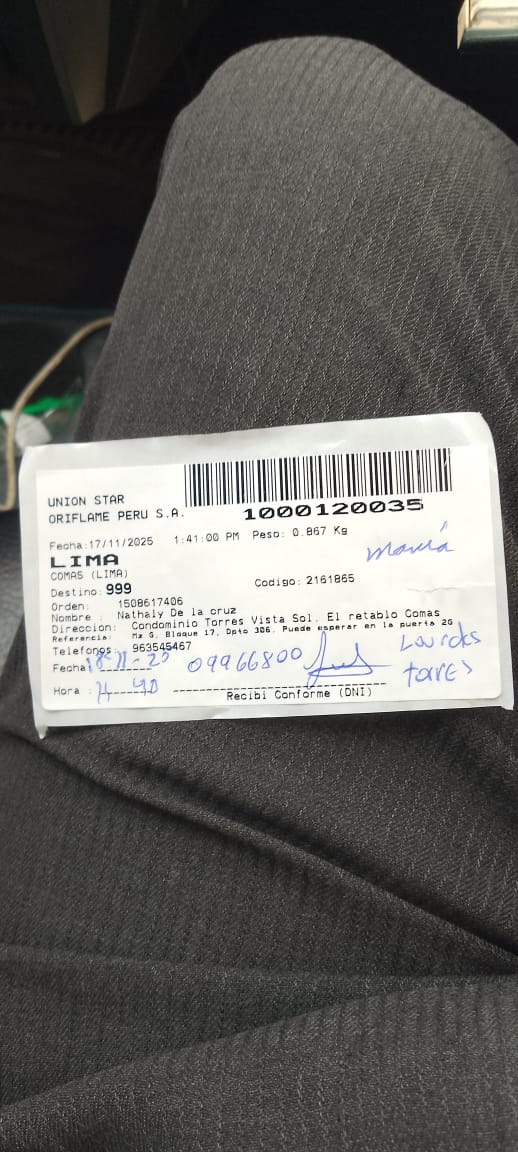 UNION STAR
ORIFLAME PERU S.A.
1000120035
Fecha:17/11/2025 1:41:00 PM Peso: 0.867 Kg
LIMA
COMAS (LIMA)
Destino: 999 Codigo: 2161865
Orden: 1508617406
Nombre : Nathaly De la cruz
Direccion: Condominio Torres Vista Sol. El retablo Comas
Referencia: Mz G, Bloque 17, Dpto 306. Puede esperar en la puerta 2G
Telefonos: 963545467
Fecha 18-11-25 09966800 Lourdes
Hora : Torres
Recibi Conforme (DNI)